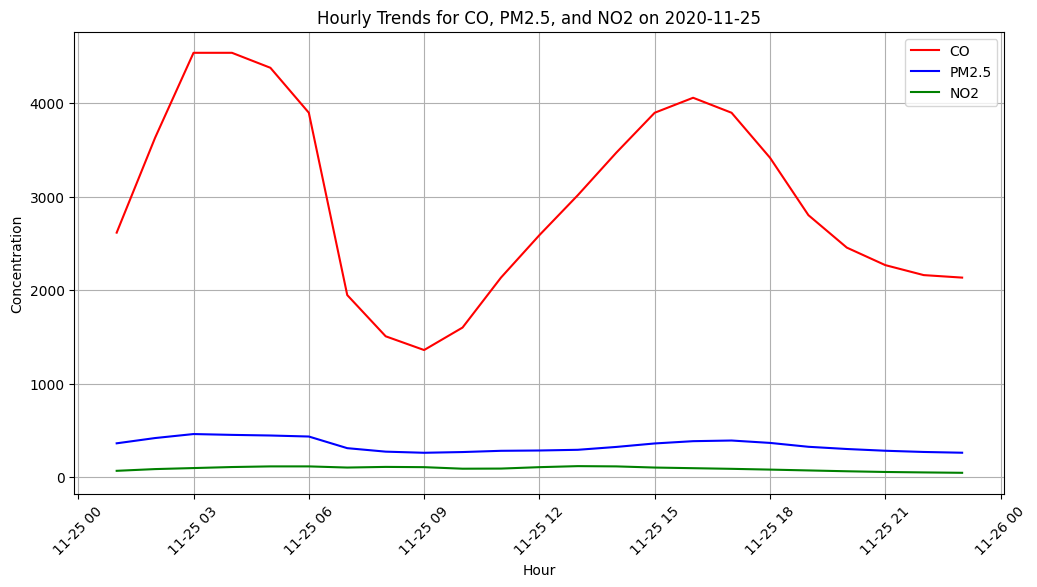 Hourly Trends for CO, PM2.5, and NO2 on 2020-11-25
CO
PM2.5
NO2
Concentration
4000
3000
2000
1000
0
11-25 00
11-25 03
11-25 06
11-25 09
11-25 12
11-25 15
11-25 18
11-25 21
11-26 00
Hour